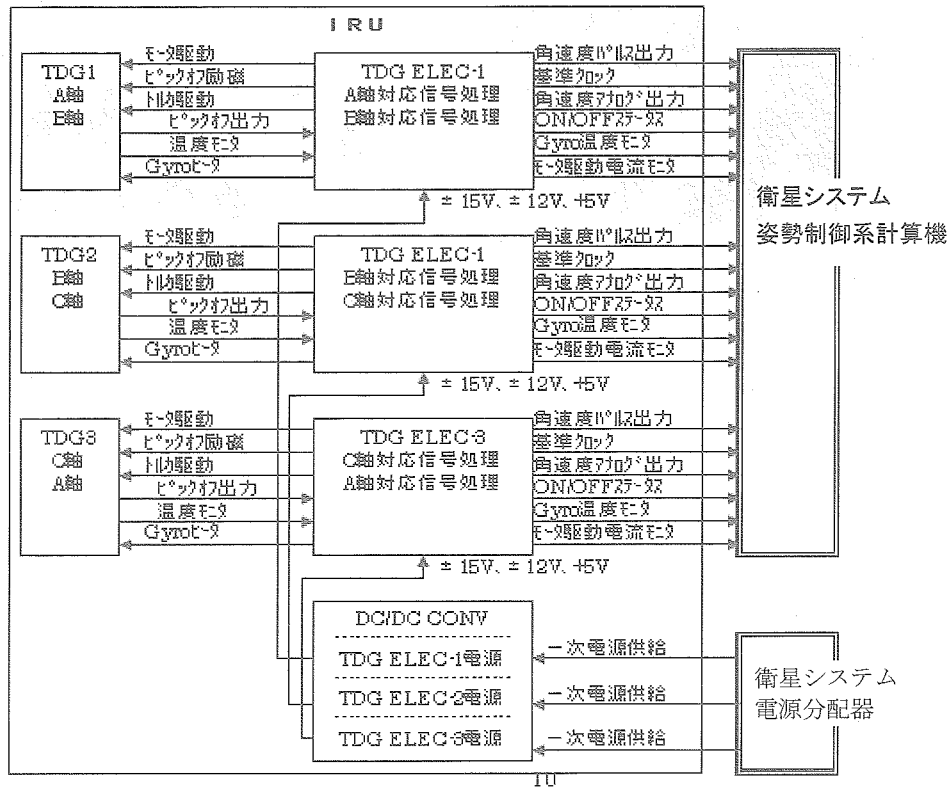 IRU
TDG1
A軸
B軸
モータ駆動
ピックオフ励磁
トルカ駆動
ピックオフ出力
温度モニタ
Gyroヒータ
TDG ELEC-1
A軸対応信号処理
B軸対応信号処理
角速度パルス出力
基準クロック
角速度アナログ出力
ON/OFFステータス
Gyro温度モニタ
モータ駆動電流モニタ
± 15V、± 12V、+5V
TDG2
B軸
C軸
モータ駆動
ピックオフ励磁
トルカ駆動
ピックオフ出力
温度モニタ
Gyroヒータ
TDG ELEC-1
B軸対応信号処理
C軸対応信号処理
角速度パルス出力
基準クロック
角速度アナログ出力
ON/OFFステータス
Gyro温度モニタ
モータ駆動電流モニタ
± 15V、± 12V、+5V
TDG3
C軸
A軸
モータ駆動
ピックオフ励磁
トルカ駆動
ピックオフ出力
温度モニタ
Gyroヒータ
TDG ELEC-3
C軸対応信号処理
A軸対応信号処理
角速度パルス出力
基準クロック
角速度アナログ出力
ON/OFFステータス
Gyro温度モニタ
モータ駆動電流モニタ
± 15V、± 12V、+5V
衛星システム
姿勢制御系計算機
DC/DC CONV
TDG ELEC-1電源
TDG ELEC-2電源
TDG ELEC-3電源
一次電源供給
一次電源供給
一次電源供給
衛星システム
電源分配器
10